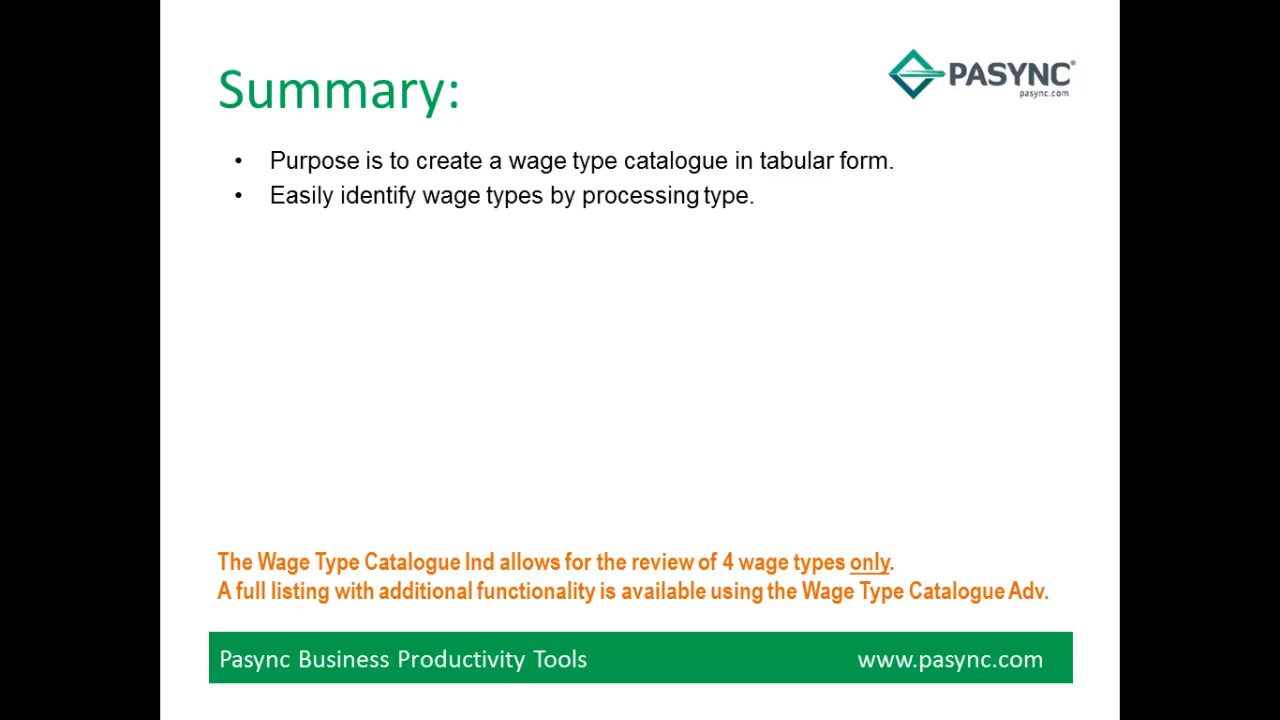 Summary:
PASYNC®
pasync.com
• Purpose is to create a wage type catalogue in tabular form.
• Easily identify wage types by processing type.
The Wage Type Catalogue Ind allows for the review of 4 wage types only.
A full listing with additional functionality is available using the Wage Type Catalogue Adv.
Pasync Business Productivity Tools
www.pasync.com